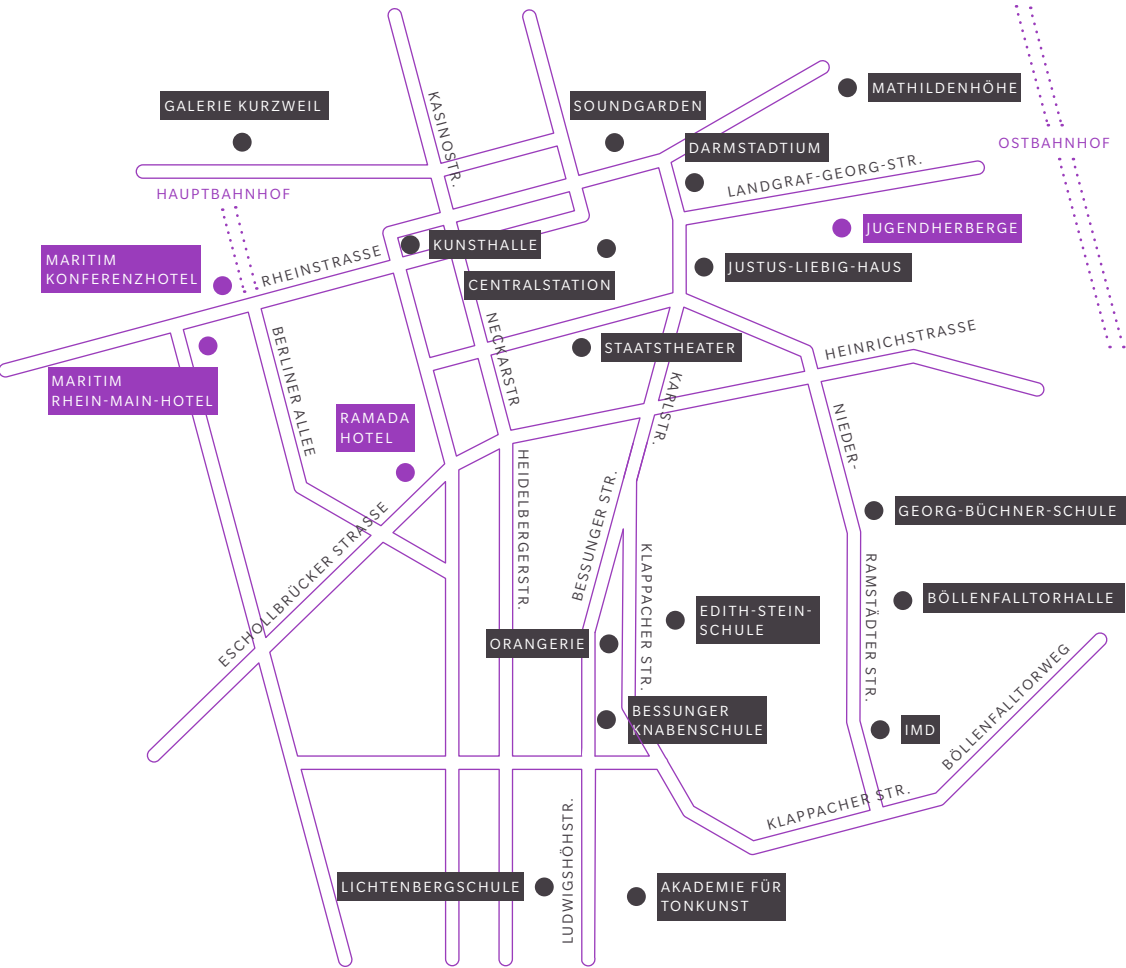 MATHILDENHÖHE
GALERIE KURZWEIL
SOUNDGARDEN
KASINOSTR.
DARMSTADTIUM
OSTBAHNHOF
LANDGRAF-GEORG-STR.
HAUPTBAHNHOF
JUGENDHERBERGE
KUNSTHALLE
MARITIM
KONFERENZHOTEL
RHEINSTRASSE
JUSTUS-LIEBIG-HAUS
CENTRALSTATION
NECKARSTR
STAATSTHEATER
HEINRICHSTRASSE
BERLINER ALLEE
MARITIM
RHEIN-MAIN-HOTEL
KARLSTR.
RAMADA
HOTEL
NIEDER-
RAMSTÄDTER STR.
HEIDELBERGERSTR.
BESSUNGER STR.
GEORG-BÜCHNER-SCHULE
ESCHOLLBRÜCKER STRASSE
KLAPPACHER STR.
BÖLLENFALLTORHALLE
EDITH-STEIN-
SCHULE
ORANGERIE
BESSUNGER
KNABENSCHULE
IMD
BÖLLENFALLTORWEG
KLAPPACHER STR.
LUDWIGSHÖHSTR.
LICHTENBERGSCHULE
AKADEMIE FÜR
TONKUNST